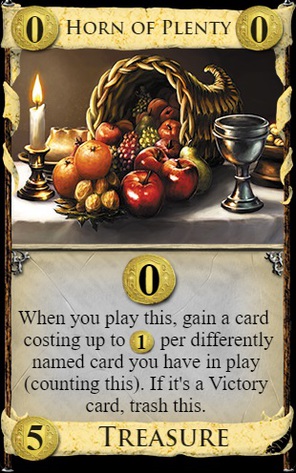 0 Horn of Plenty 0
0
When you play this, gain a card
costing up to 1 per differently
named card you have in play
(counting this). If it's a Victory
card, trash this.
5 Treasure